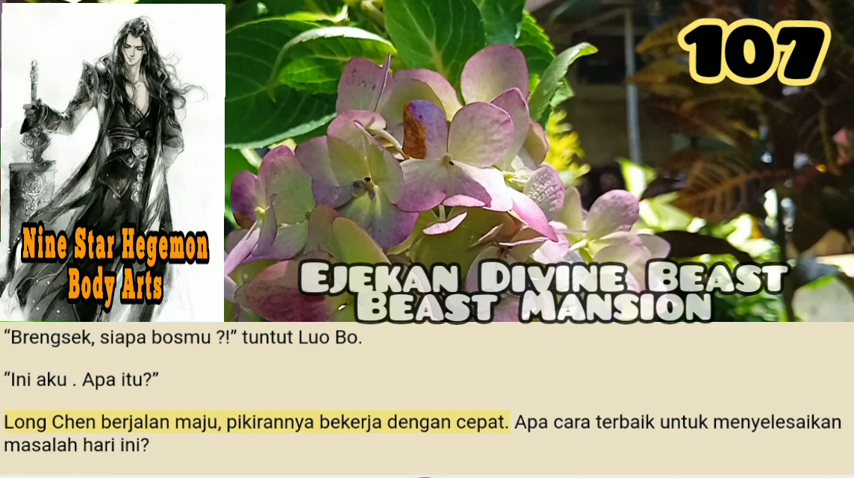 107
Nine Star Hegemon
Body Arts
Ejekan Divine Beast
Beast Mansion
“Brengsek, siapa bosmu ?!” tuntut Luo Bo.
“Ini aku . Apa itu?”
Long Chen berjalan maju, pikirannya bekerja dengan cepat. Apa cara terbaik untuk menyelesaikan
masalah hari ini?